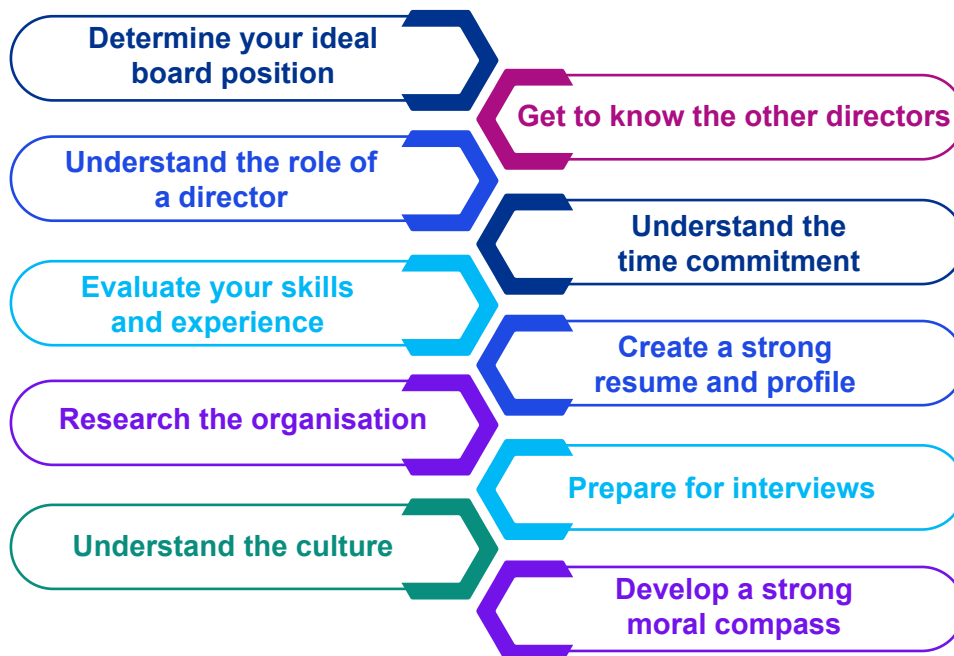 Determine your ideal
board position
Get to know the other directors
Understand the role of
a director
Understand the
time commitment
Evaluate your skills
and experience
Create a strong
resume and profile
Research the organisation
Prepare for interviews
Understand the culture
Develop a strong
moral compass